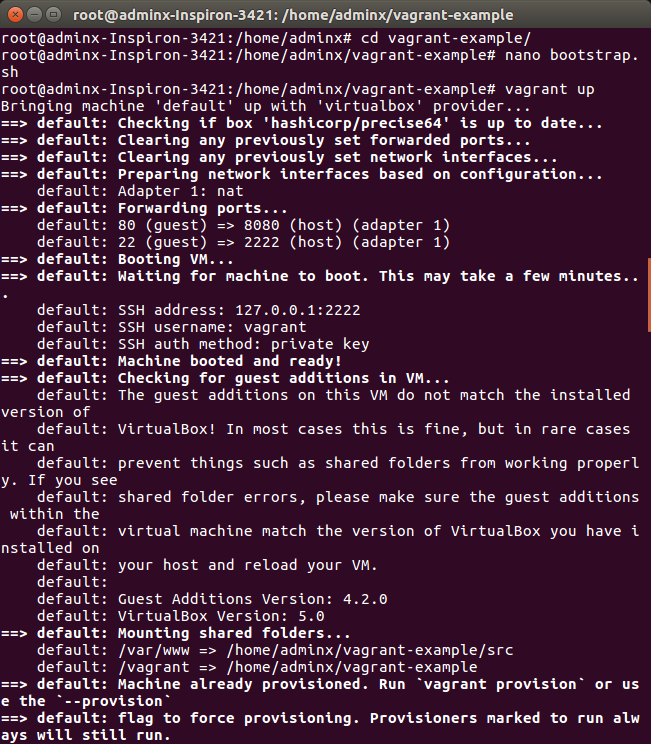 root@adminx-Inspiron-3421: /home/adminx/vagrant-example
root@adminx-Inspiron-3421:/home/adminx# cd vagrant-example/
root@adminx-Inspiron-3421:/home/adminx/vagrant-example# nano bootstrap.
sh
root@adminx-Inspiron-3421:/home/adminx/vagrant-example# vagrant up
Bringing machine 'default' up with 'virtualbox' provider...
==> default: Checking if box 'hashicorp/precise64' is up to date...
==> default: Clearing any previously set forwarded ports...
==> default: Clearing any previously set network interfaces...
==> default: Preparing network interfaces based on configuration...
    default: Adapter 1: nat
==> default: Forwarding ports...
    default: 80 (guest) => 8080 (host) (adapter 1)
    default: 22 (guest) => 2222 (host) (adapter 1)
==> default: Booting VM...
==> default: Waiting for machine to boot. This may take a few minutes..
.
    default: SSH address: 127.0.0.1:2222
    default: SSH username: vagrant
    default: SSH auth method: private key
==> default: Machine booted and ready!
==> default: Checking for guest additions in VM...
    default: The guest additions on this VM do not match the installed
version of
    default: VirtualBox! In most cases this is fine, but in rare cases
it can
    default: prevent things such as shared folders from working properl
y. If you see
    default: shared folder errors, please make sure the guest additions
 within the
    default: virtual machine match the version of VirtualBox you have i
nstalled on
    default: your host and reload your VM.
    default:
    default: Guest Additions Version: 4.2.0
    default: VirtualBox Version: 5.0
==> default: Mounting shared folders...
    default: /var/www => /home/adminx/vagrant-example/src
    default: /vagrant => /home/adminx/vagrant-example
==> default: Machine already provisioned. Run `vagrant provision` or us
e the `--provision`
==> default: flag to force provisioning. Provisioners marked to run alw
ays will still run.